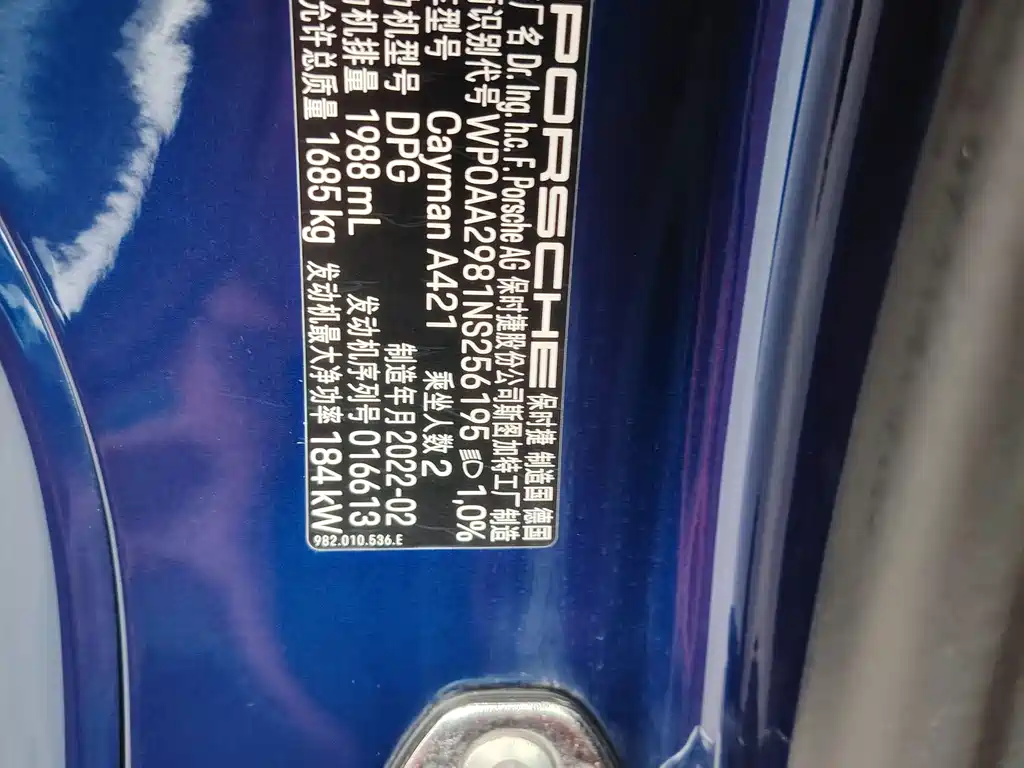 PORSCHE 保时捷 制造国 德国
厂名 Dr. Ing. h.c. F. Porsche AG 保时捷股份公司斯图加特工厂 制造
识别代号 WP0AA2981NS256195 1,0%
型号 Cayman A421 乘坐人数 2
机型号 DPG 制造年月 2022-02
机排量 1988 mL 发动机序列号 016613
允许总质量 1685 kg 发动机最大净功率 184 kW
982.010.536.E